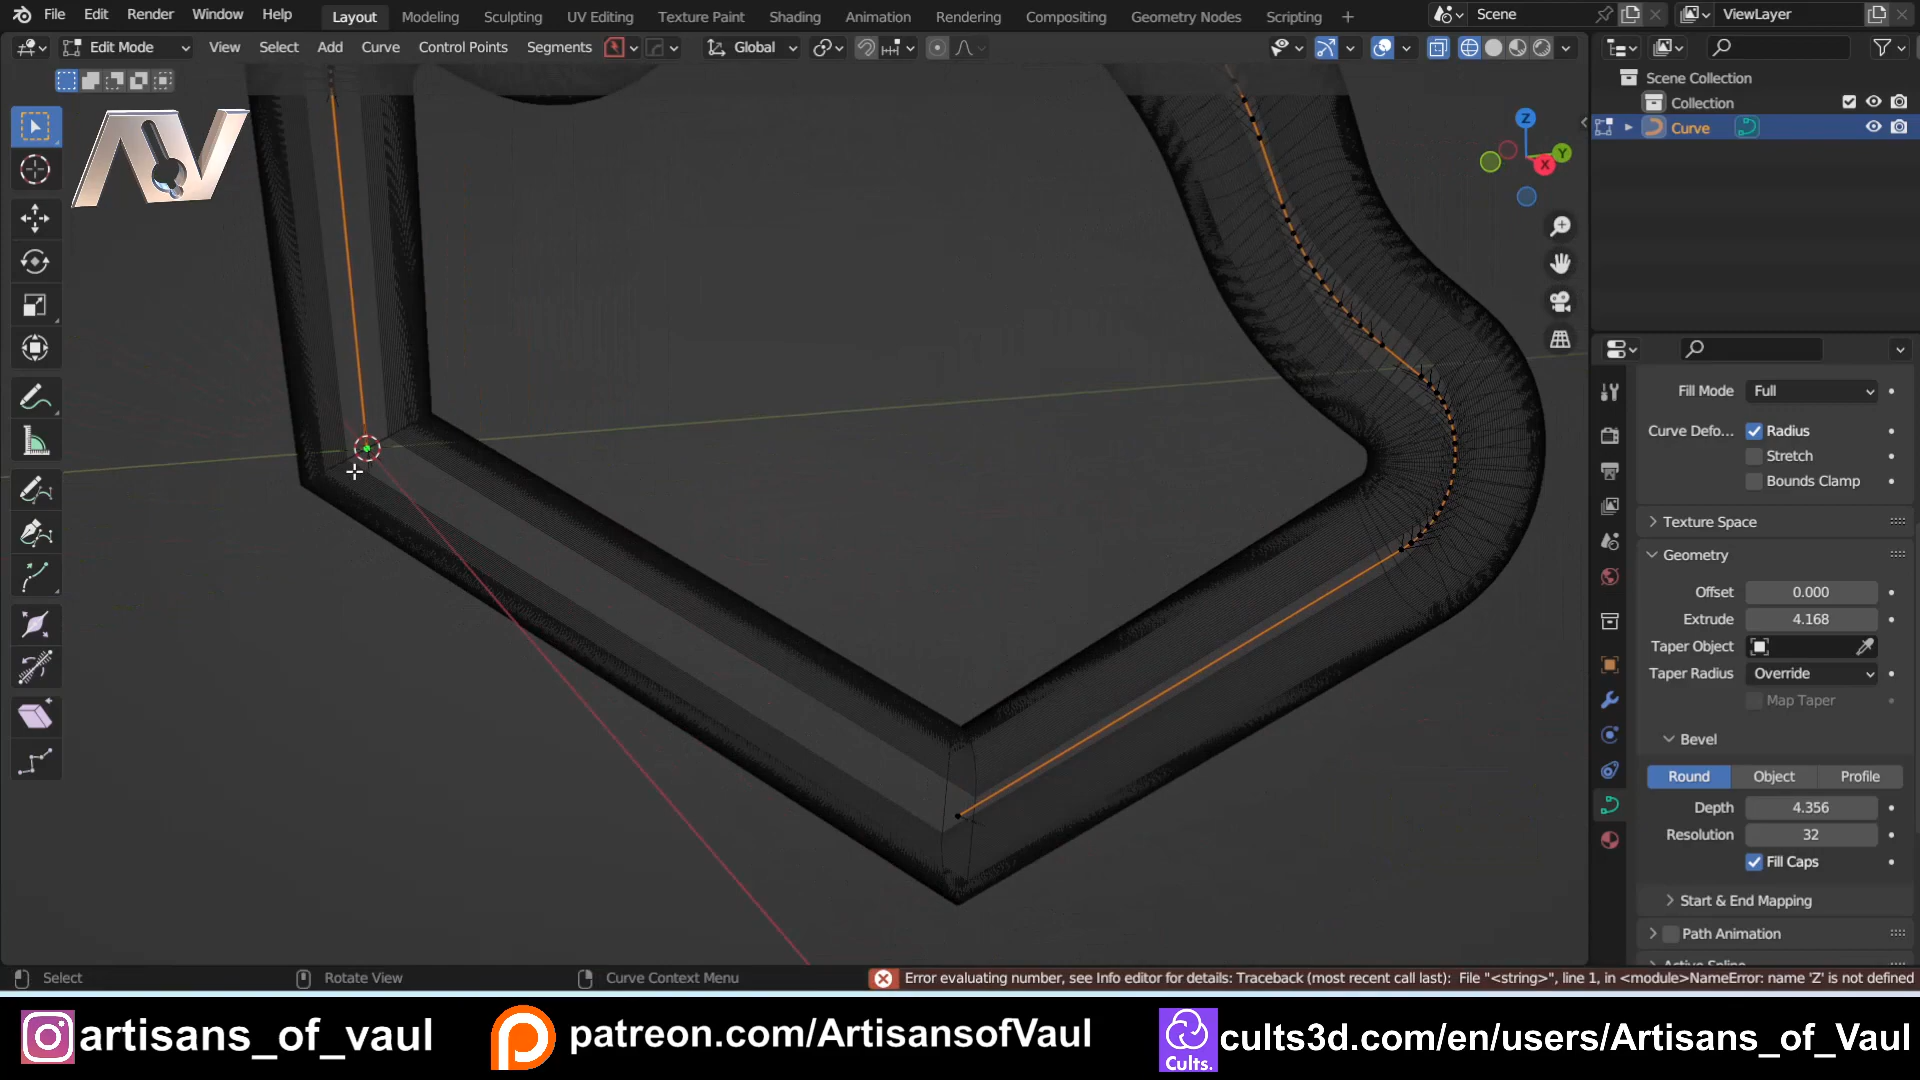 File Edit Render Window Help Layout Modeling Sculpting UV Editing Texture Paint Shading Animation Rendering Compositing Geometry Nodes Scripting + Scene ViewLayer
Edit Mode View Select Add Curve Control Points Segments Global
Scene Collection
Collection
Curve
Z
Y
X
AV
Fill Mode Full
Curve Defo... Radius
Stretch
Bounds Clamp
Texture Space
Geometry
Offset 0.000
Extrude 4.168
Taper Object
Taper Radius Override
Map Taper
Bevel
Round Object Profile
Depth 4.356
Resolution 32
Fill Caps
Start & End Mapping
Path Animation
Select Rotate View Curve Context Menu Error evaluating number, see Info editor for details: Traceback (most recent call last): File "<string>", line 1, in <module>NameError: name 'Z' is not defined
artisans_of_vaul patreon.com/ArtisansofVaul Cults. cults3d.com/en/users/Artisans_of_Vaul